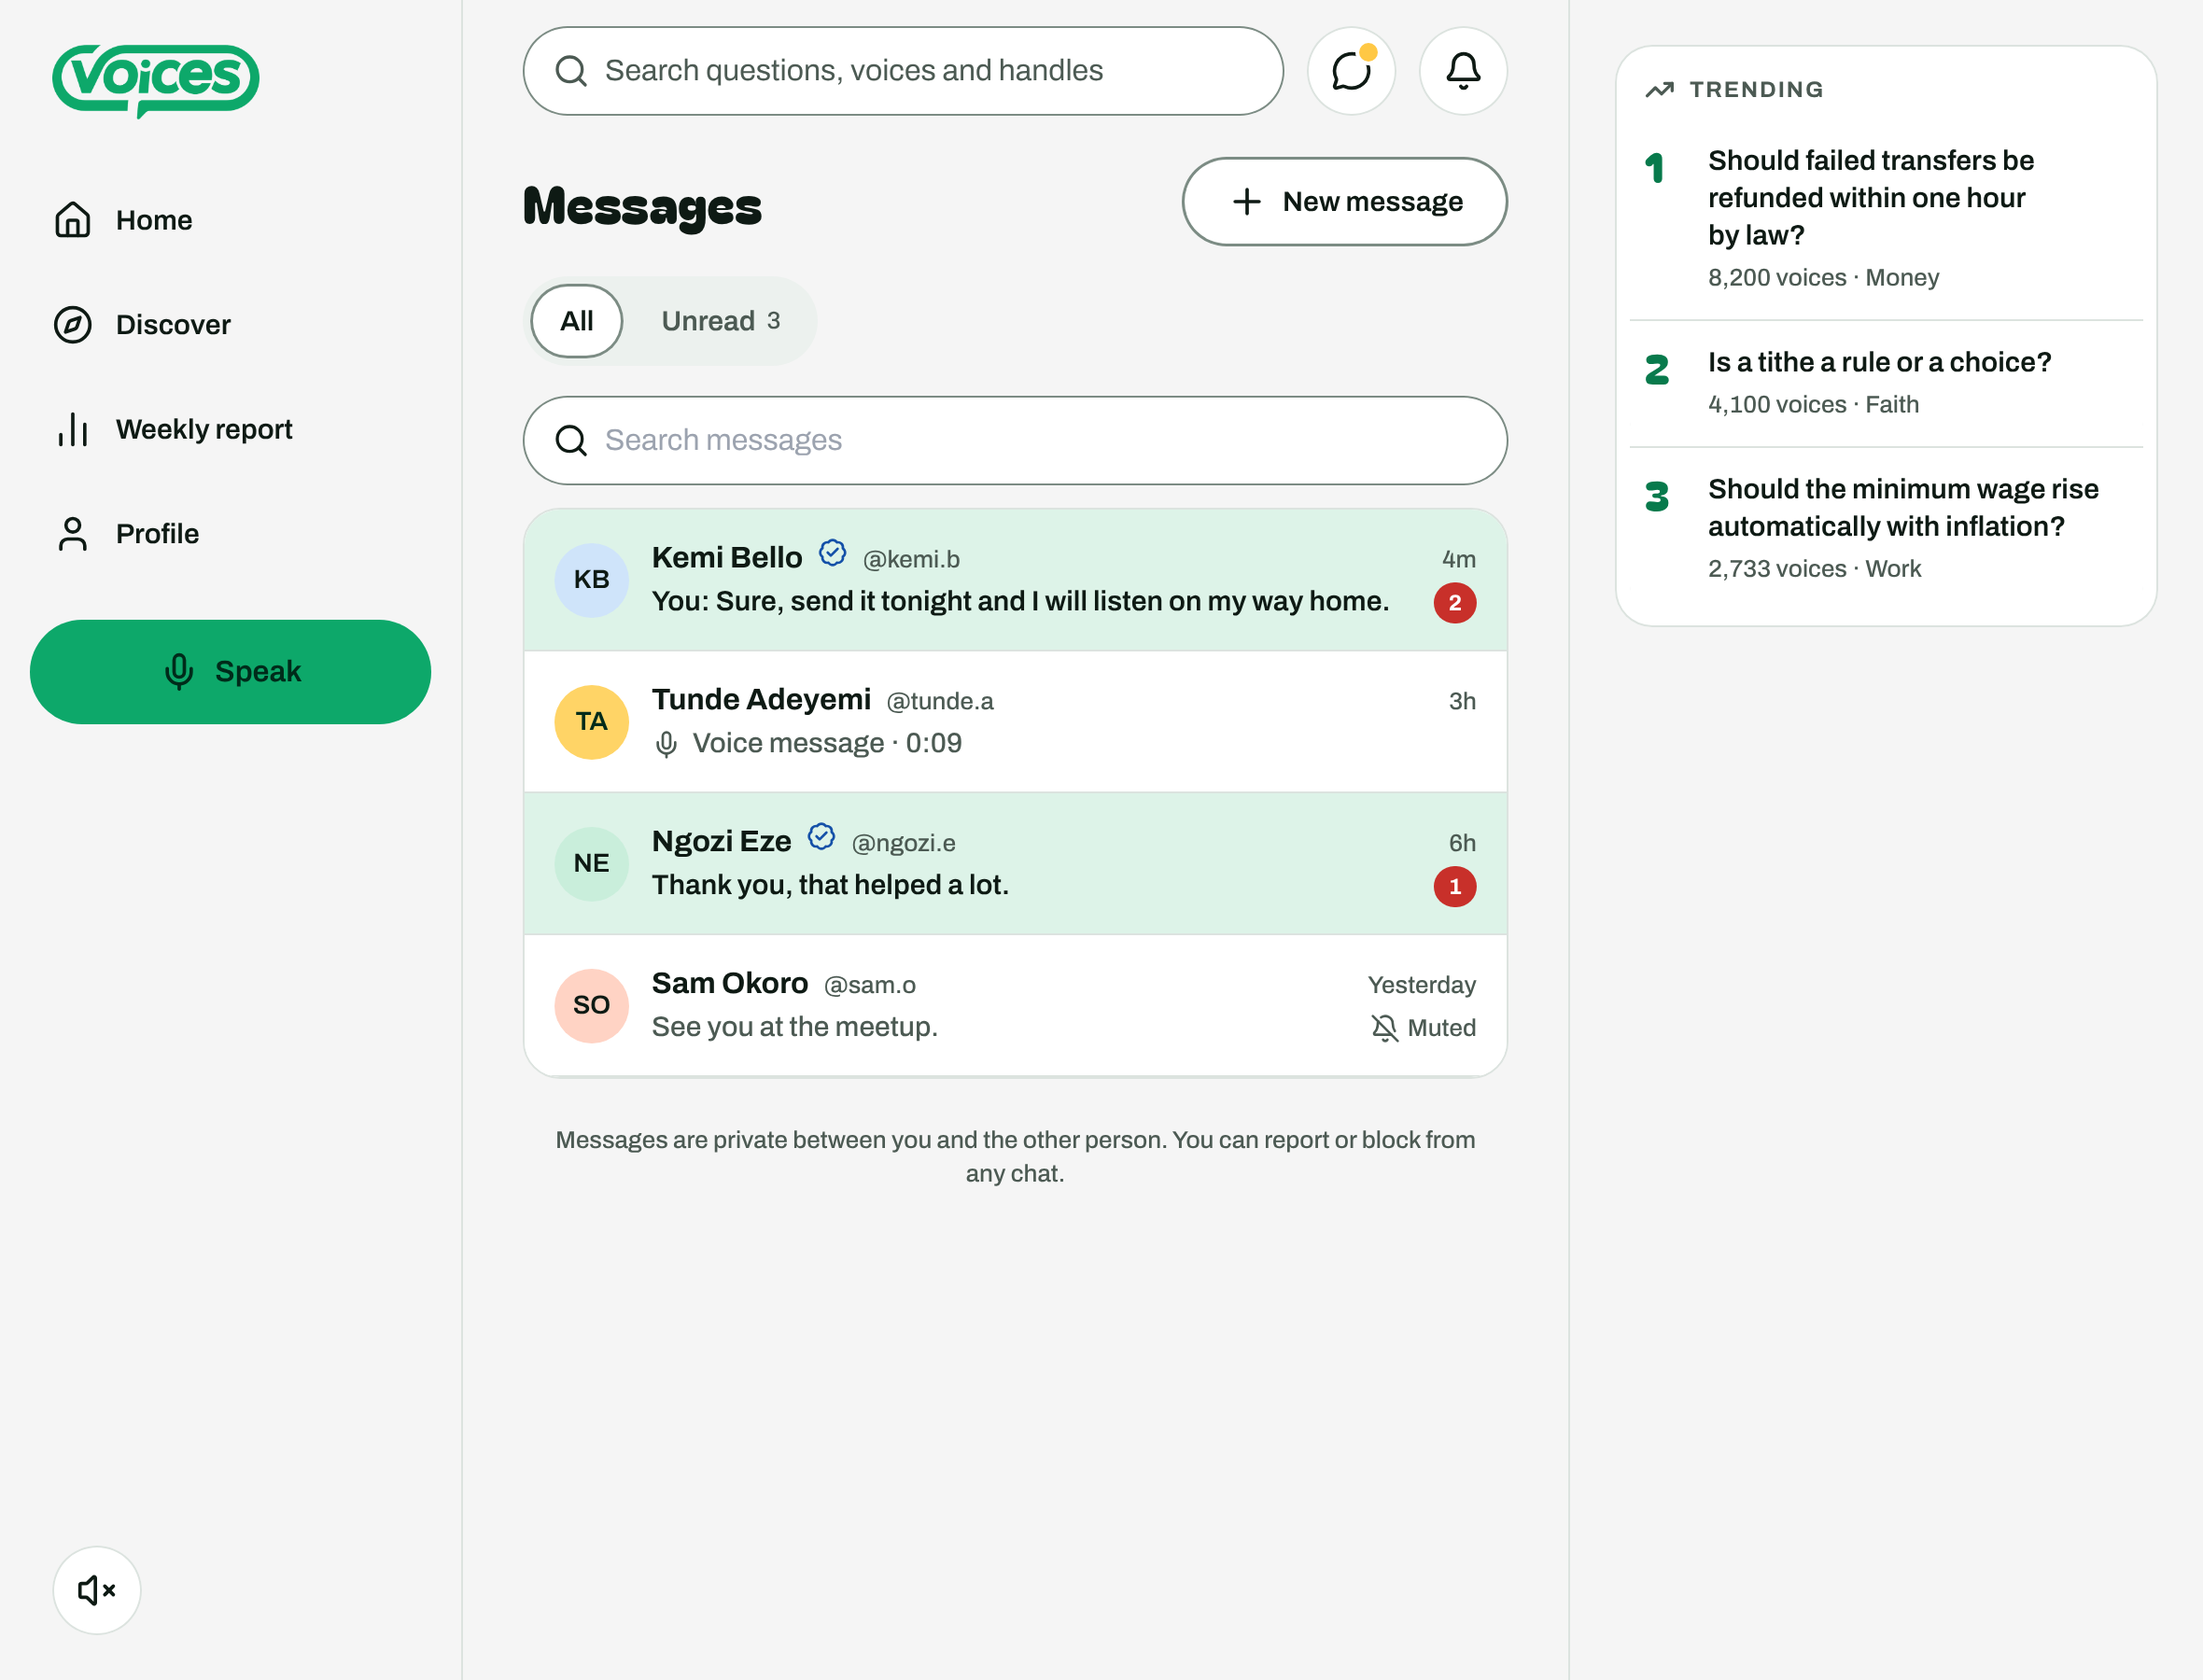 voices
Home
Discover
Weekly report
Profile
Speak
Search questions, voices and handles
Messages
New message
All
Unread 3
Search messages
KB
Kemi Bello @kemi.b 4m
You: Sure, send it tonight and I will listen on my way home. 2
TA
Tunde Adeyemi @tunde.a 3h
Voice message · 0:09
NE
Ngozi Eze @ngozi.e 6h
Thank you, that helped a lot. 1
SO
Sam Okoro @sam.o Yesterday
See you at the meetup. Muted
Messages are private between you and the other person. You can report or block from
any chat.
TRENDING
1 Should failed transfers be
refunded within one hour
by law?
8,200 voices · Money
2 Is a tithe a rule or a choice?
4,100 voices · Faith
3 Should the minimum wage rise
automatically with inflation?
2,733 voices · Work